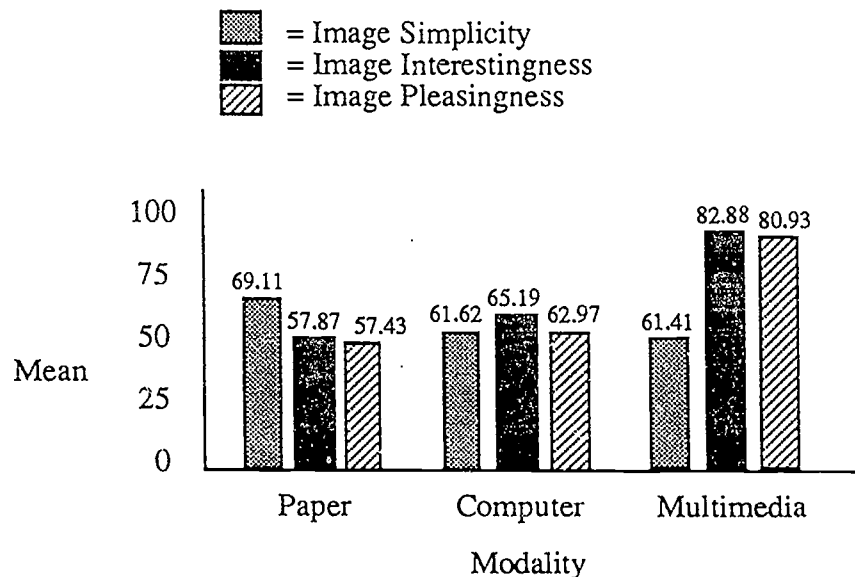 = Image Simplicity
= Image Interestingness
= Image Pleasingness
100
75
50
25
0
Mean
69.11
57.87
57.43
61.62
65.19
62.97
61.41
82.88
80.93
Paper Computer Multimedia
Modality